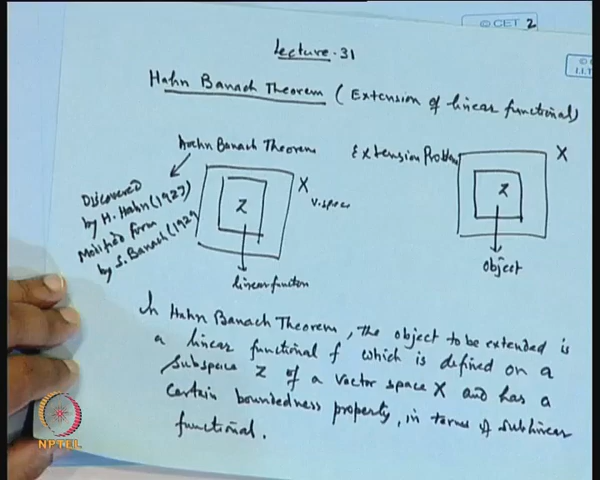 © CET 2
Lecture-31
Hahn Banach Theorem (Extension of linear functional)
Hahn Banach Theorem
Extension Problem
X
X
v.space
Discovered
by H. Hahn (1927)
Modified form
by S. Banach (1929
Z
Z
linear function
object
In Hahn Banach Theorem, the object to be extended is
a linear functional f which is defined on a
subspace Z of a vector space X and has a
certain boundedness property, in terms of sublinear
functional.
NPTEL